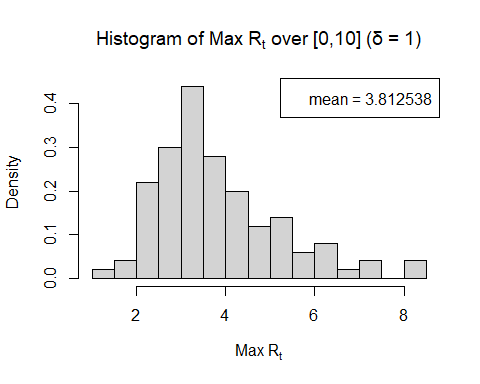 Histogram of Max Rₜ over [0,10] (δ = 1)
mean = 3.812538
Density
0.4
0.3
0.2
0.1
0.0
2 4 6 8
Max Rₜ